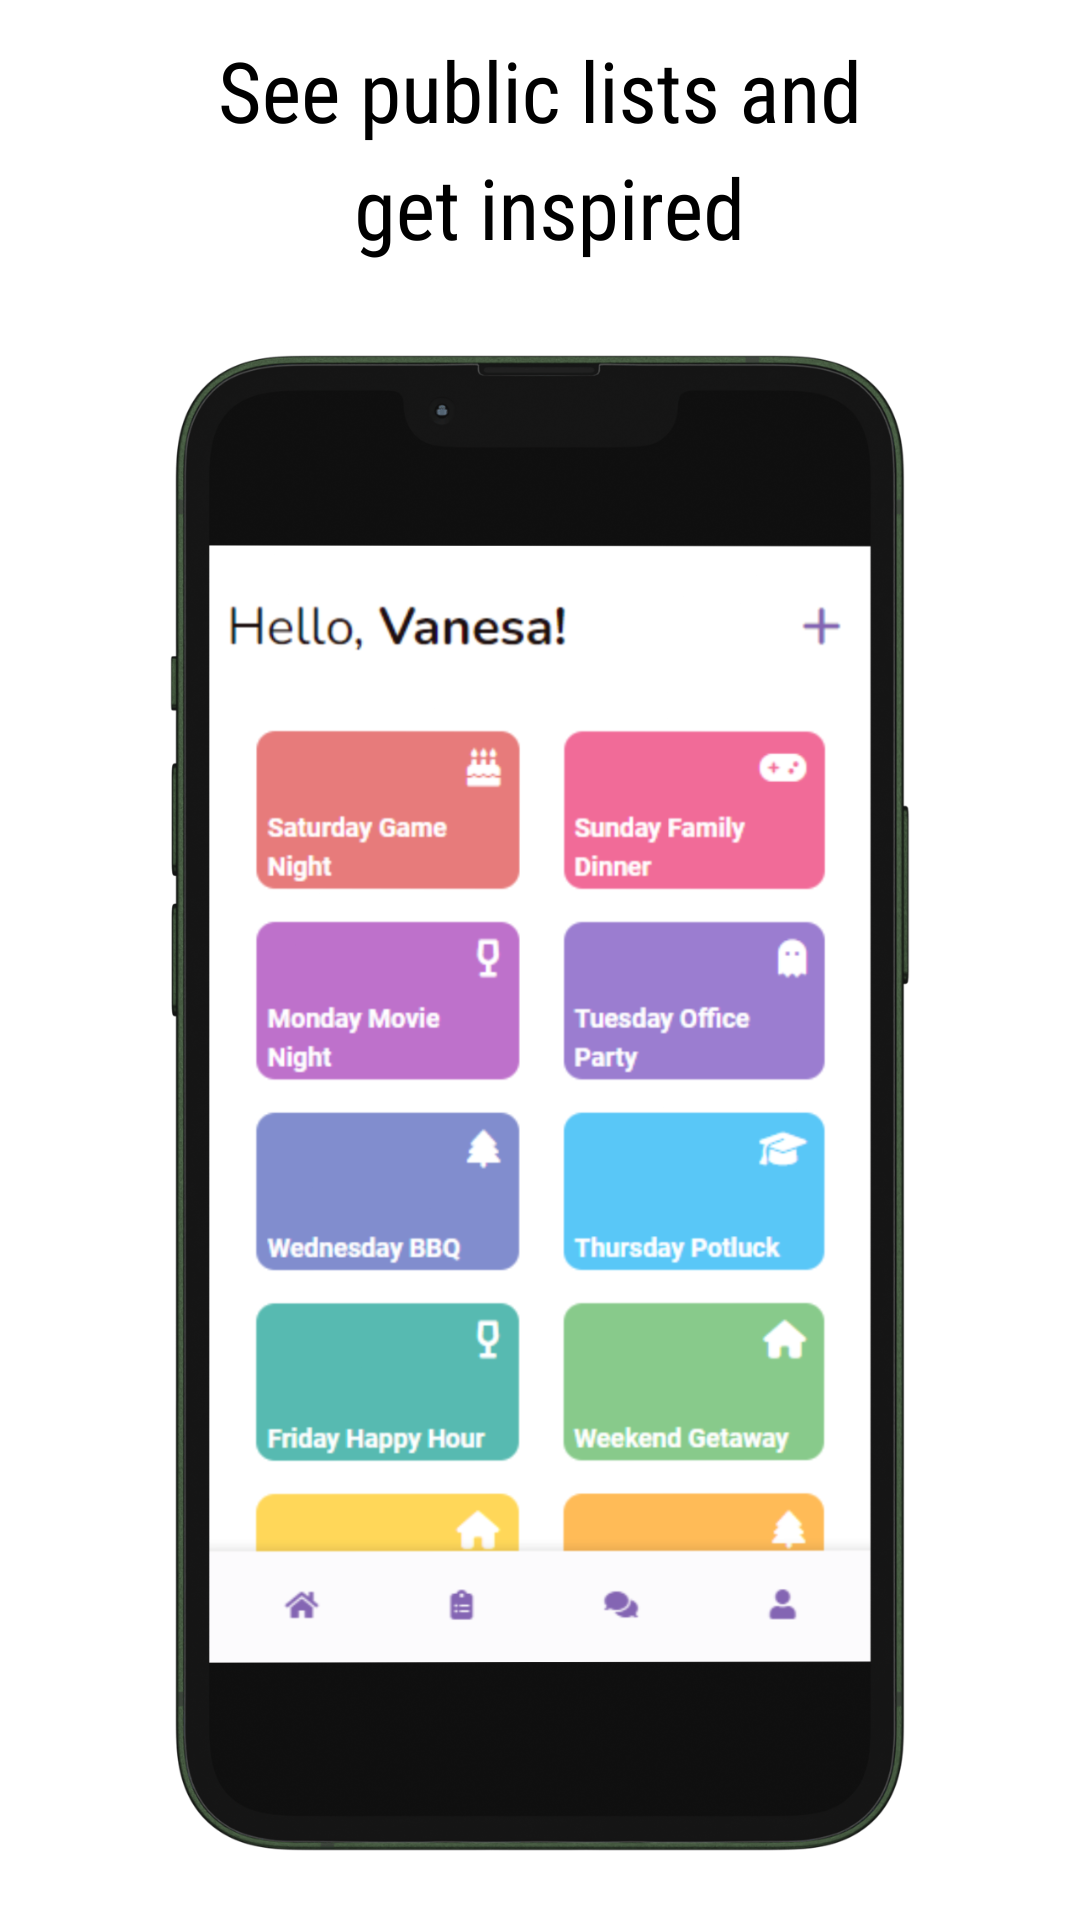 See public lists and
get inspired
Hello, Vanesa!
Saturday Game
Night
Sunday Family
Dinner
Monday Movie
Night
Tuesday Office
Party
Wednesday BBQ
Thursday Potluck
Friday Happy Hour
Weekend Getaway